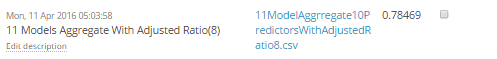 Mon, 11 Apr 2016 05:03:58
11 Models Aggregate With Adjusted Ratio(8)
Edit description
11ModelAggrregate10P
redictorsWithAdjustedR
atio8.csv
0.78469